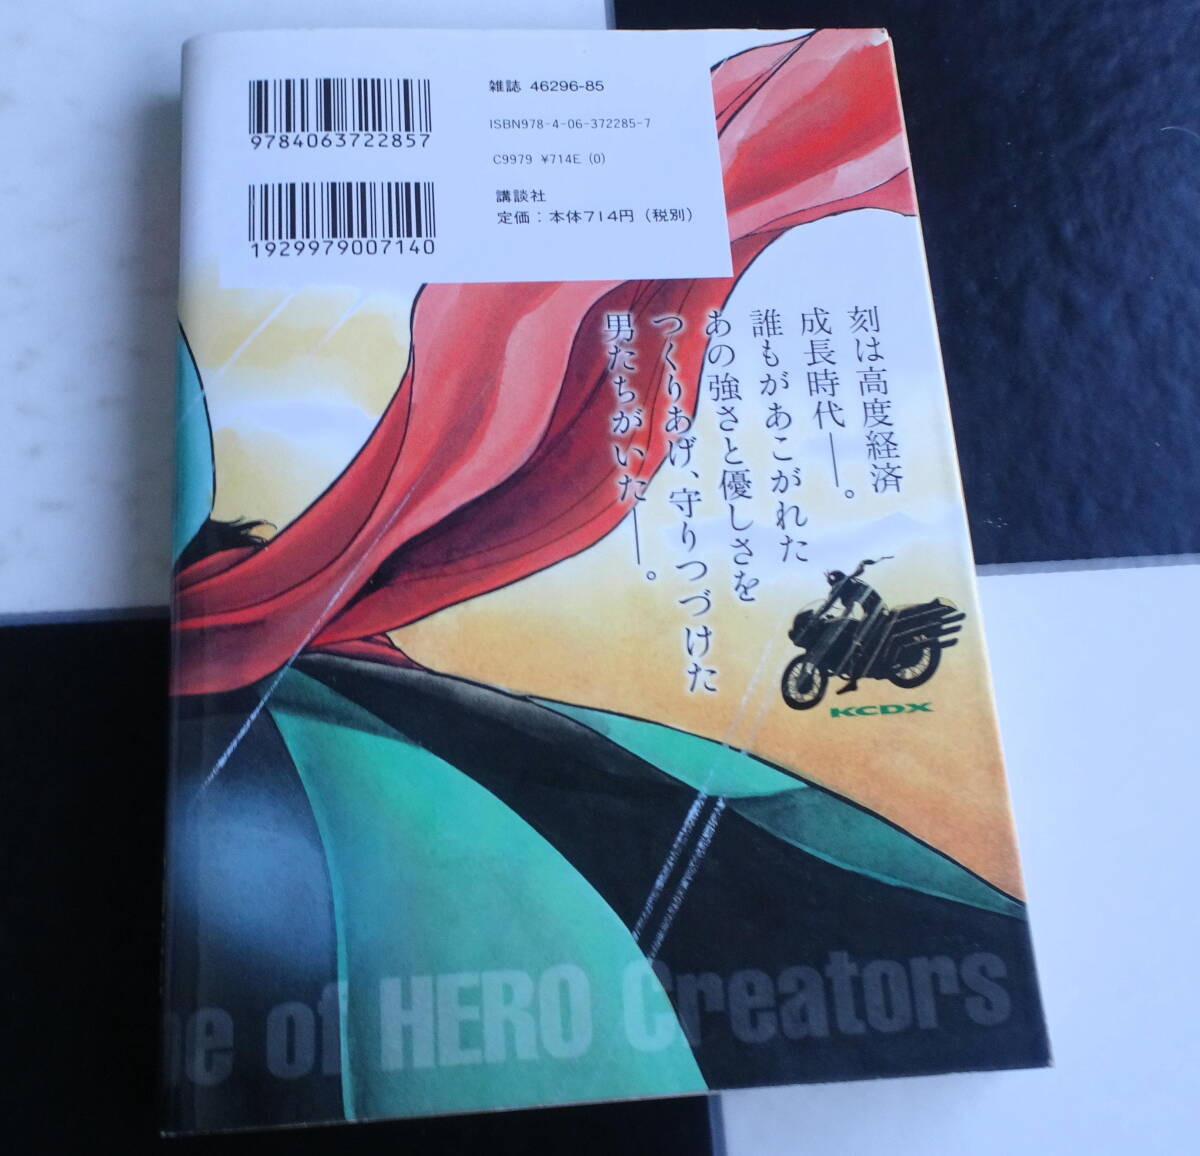 9784063722857
1929979007140
雑誌 46296-85
ISBN978-4-06-372285-7
C9979 ¥714E (0)
講談社
定価：本体714円（税別）
刻は高度経済
成長時代――。
誰もがあこがれた
あの強さと優しさを
つくりあげ、守りつづけた
男たちがいた――。
KCDX
ne of HERO Creators